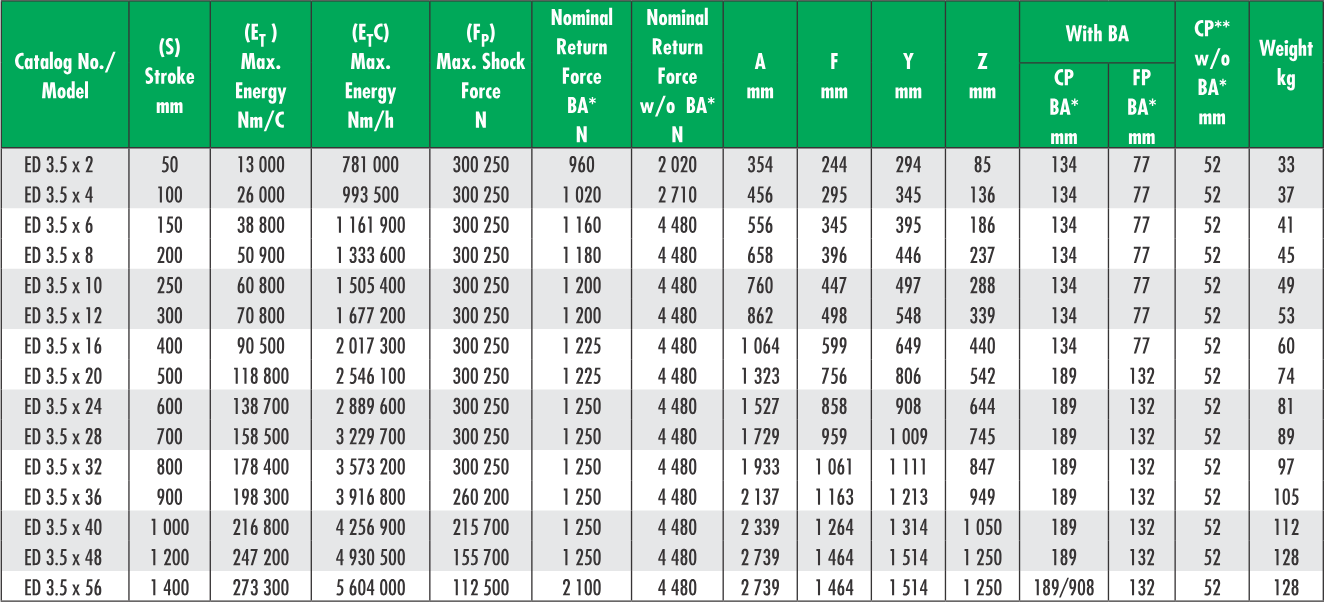 Catalog No./ Model | (S) Stroke mm | (E_T ) Max. Energy Nm/C | (E_TC) Max. Energy Nm/h | (F_P) Max. Shock Force N | Nominal Return Force BA* N | Nominal Return Force w/o BA* N | A mm | F mm | Y mm | Z mm | With BA CP BA* mm | With BA FP BA* mm | CP** w/o BA* mm | Weight kg
ED 3.5 x 2 | 50 | 13 000 | 781 000 | 300 250 | 960 | 2 020 | 354 | 244 | 294 | 85 | 134 | 77 | 52 | 33
ED 3.5 x 4 | 100 | 26 000 | 993 500 | 300 250 | 1 020 | 2 710 | 456 | 295 | 345 | 136 | 134 | 77 | 52 | 37
ED 3.5 x 6 | 150 | 38 800 | 1 161 900 | 300 250 | 1 160 | 4 480 | 556 | 345 | 395 | 186 | 134 | 77 | 52 | 41
ED 3.5 x 8 | 200 | 50 900 | 1 333 600 | 300 250 | 1 180 | 4 480 | 658 | 396 | 446 | 237 | 134 | 77 | 52 | 45
ED 3.5 x 10 | 250 | 60 800 | 1 505 400 | 300 250 | 1 200 | 4 480 | 760 | 447 | 497 | 288 | 134 | 77 | 52 | 49
ED 3.5 x 12 | 300 | 70 800 | 1 677 200 | 300 250 | 1 200 | 4 480 | 862 | 498 | 548 | 339 | 134 | 77 | 52 | 53
ED 3.5 x 16 | 400 | 90 500 | 2 017 300 | 300 250 | 1 225 | 4 480 | 1 064 | 599 | 649 | 440 | 134 | 77 | 52 | 60
ED 3.5 x 20 | 500 | 118 800 | 2 546 100 | 300 250 | 1 225 | 4 480 | 1 323 | 756 | 806 | 542 | 189 | 132 | 52 | 74
ED 3.5 x 24 | 600 | 138 700 | 2 889 600 | 300 250 | 1 250 | 4 480 | 1 527 | 858 | 908 | 644 | 189 | 132 | 52 | 81
ED 3.5 x 28 | 700 | 158 500 | 3 229 700 | 300 250 | 1 250 | 4 480 | 1 729 | 959 | 1 009 | 745 | 189 | 132 | 52 | 89
ED 3.5 x 32 | 800 | 178 400 | 3 573 200 | 300 250 | 1 250 | 4 480 | 1 933 | 1 061 | 1 111 | 847 | 189 | 132 | 52 | 97
ED 3.5 x 36 | 900 | 198 300 | 3 916 800 | 260 200 | 1 250 | 4 480 | 2 137 | 1 163 | 1 213 | 949 | 189 | 132 | 52 | 105
ED 3.5 x 40 | 1 000 | 216 800 | 4 256 900 | 215 700 | 1 250 | 4 480 | 2 339 | 1 264 | 1 314 | 1 050 | 189 | 132 | 52 | 112
ED 3.5 x 48 | 1 200 | 247 200 | 4 930 500 | 155 700 | 1 250 | 4 480 | 2 739 | 1 464 | 1 514 | 1 250 | 189 | 132 | 52 | 128
ED 3.5 x 56 | 1 400 | 273 300 | 5 604 000 | 112 500 | 2 100 | 4 480 | 2 739 | 1 464 | 1 514 | 1 250 | 189/908 | 132 | 52 | 128